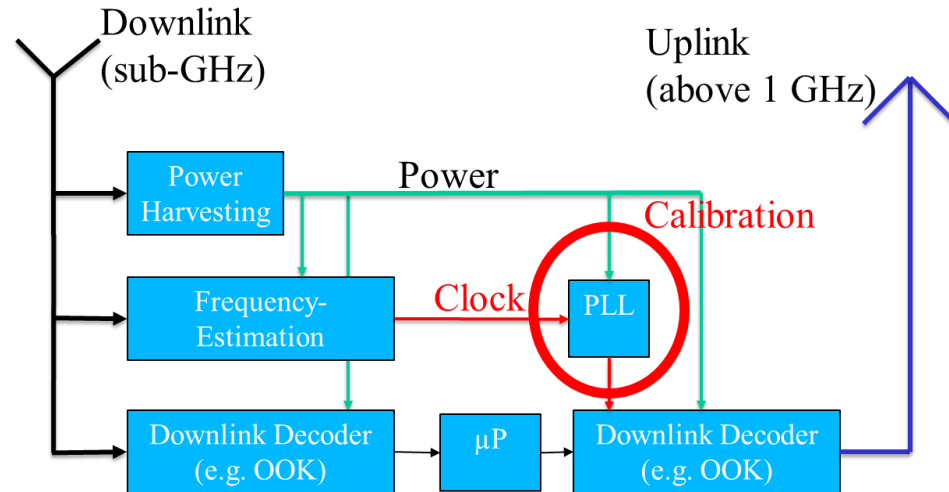 Downlink
(sub-GHz)
Uplink
(above 1 GHz)
Power
Harvesting
Power
Calibration
Frequency-
Estimation
Clock
PLL
Downlink Decoder
(e.g. OOK)
µP
Downlink Decoder
(e.g. OOK)